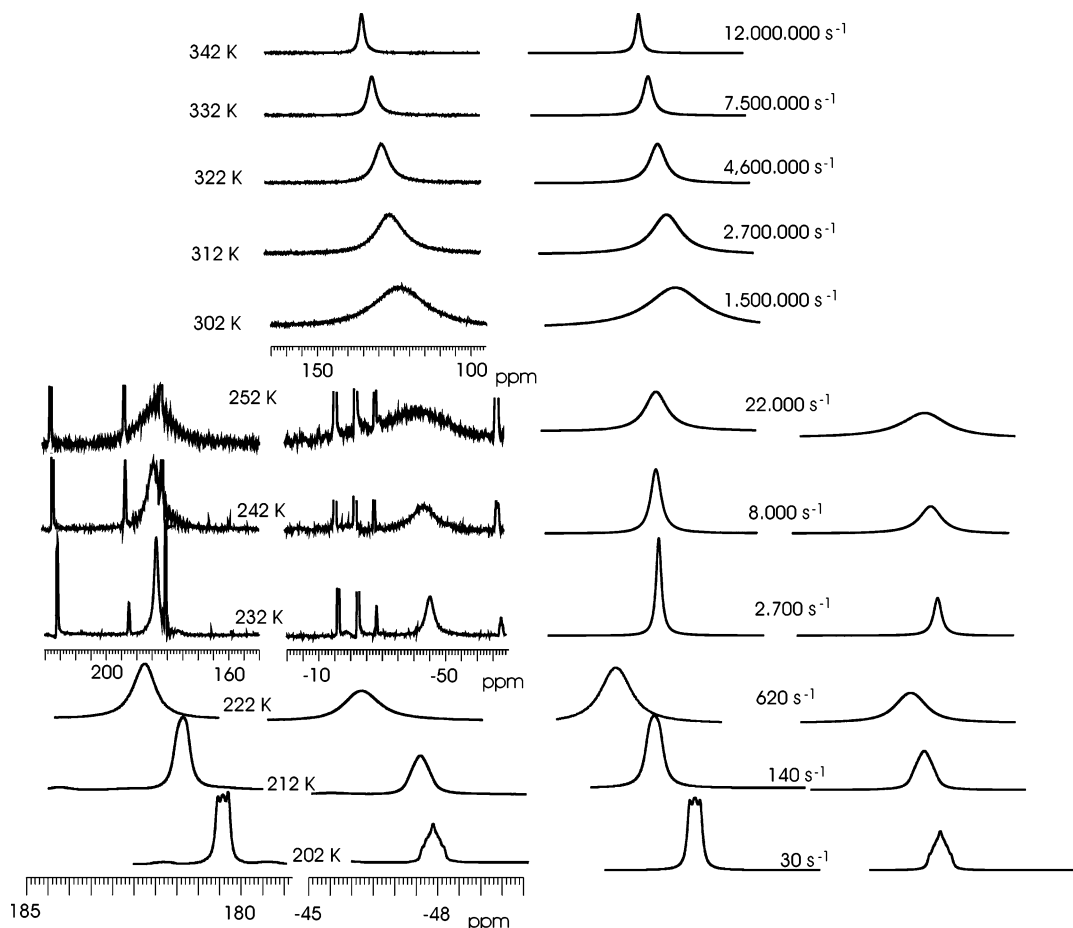 342 K 12.000.000 s-1
332 K 7.500.000 s-1
322 K 4,600.000 s-1
312 K 2.700.000 s-1
302 K 1.500.000 s-1
150 100 ppm
252 K 22.000 s-1
242 K 8.000 s-1
232 K 2.700 s-1
200 160 -10 -50 ppm
222 K 620 s-1
212 K 140 s-1
202 K 30 s-1
185 180 -45 -48 ppm